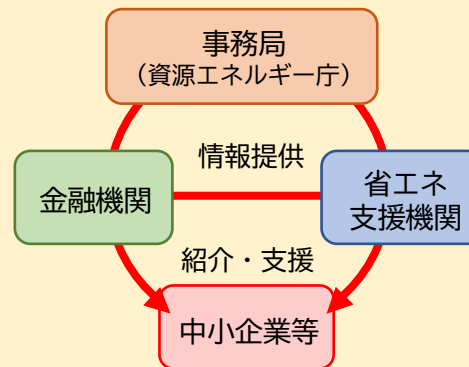 事務局
（資源エネルギー庁）
情報提供
金融機関
省エネ
支援機関
紹介・支援
中小企業等